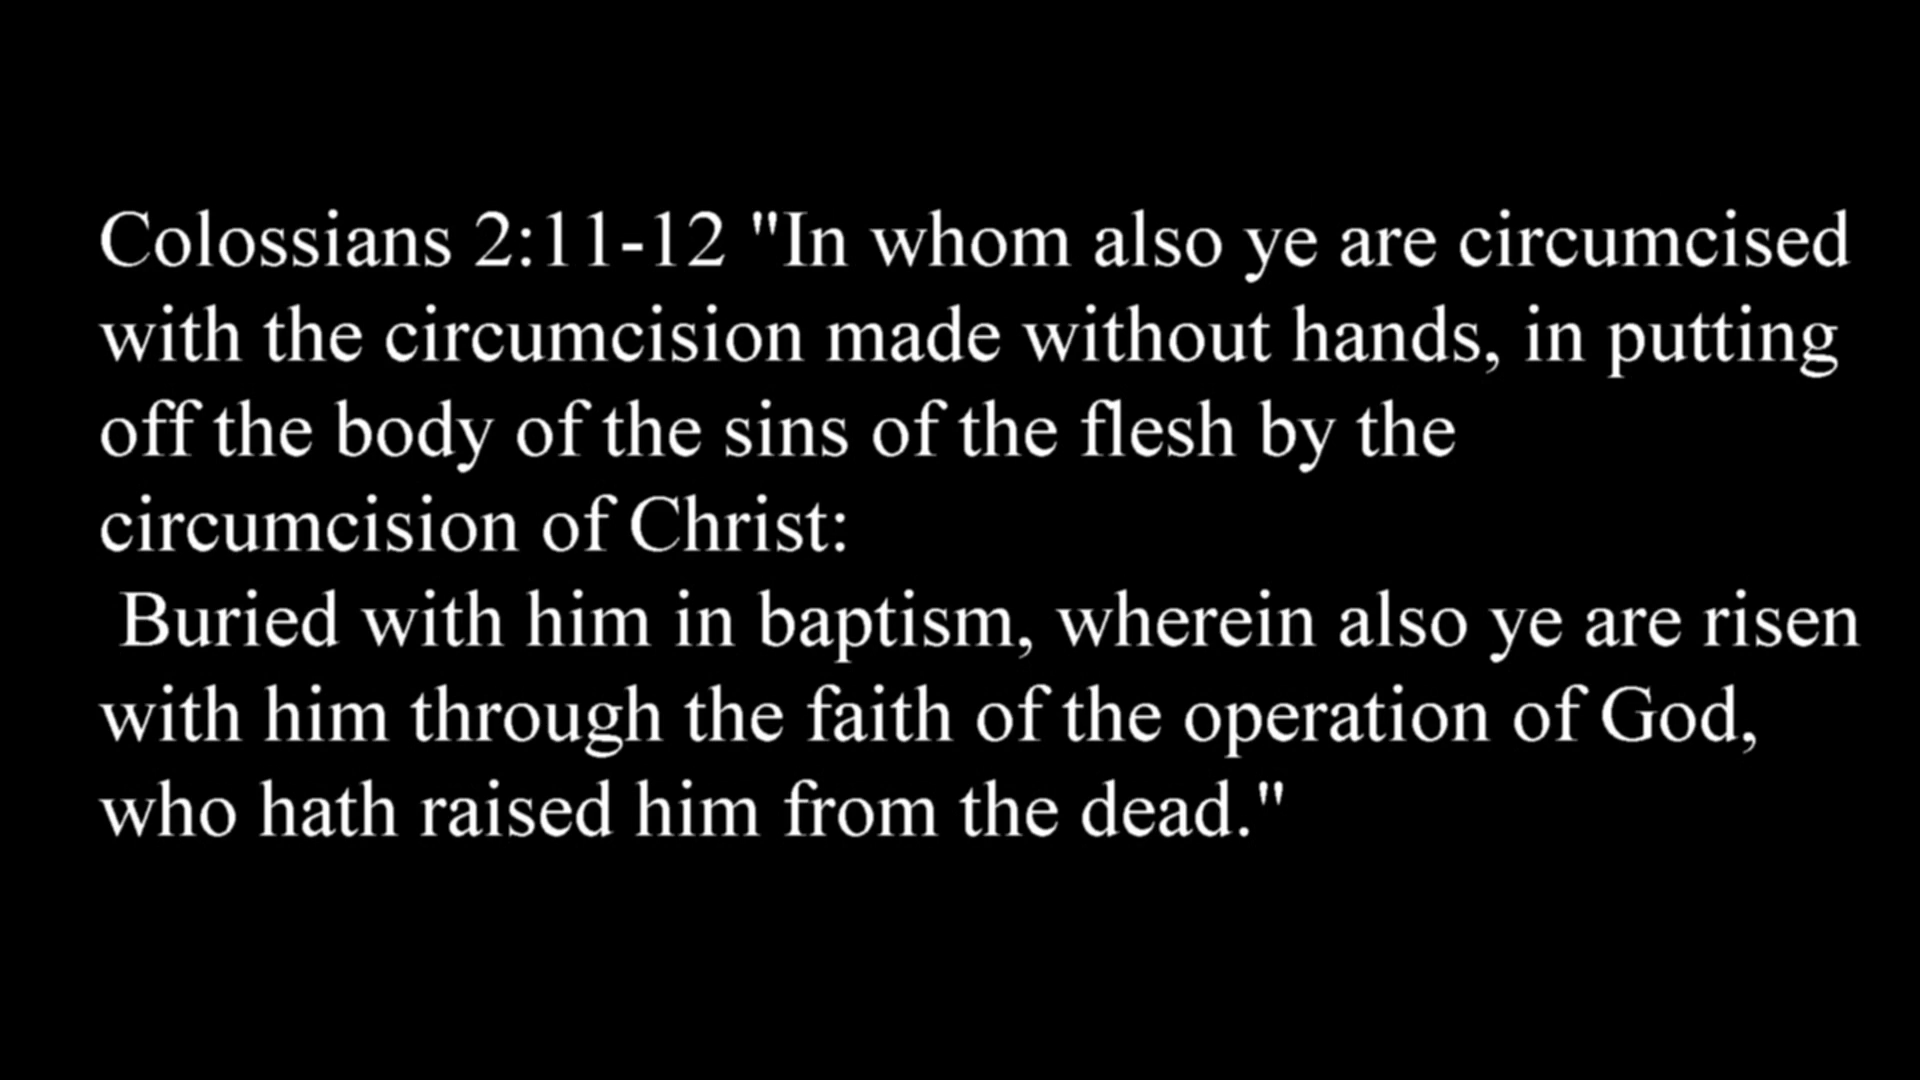 Colossians 2:11-12 "In whom also ye are circumcised
with the circumcision made without hands, in putting
off the body of the sins of the flesh by the
circumcision of Christ:
Buried with him in baptism, wherein also ye are risen
with him through the faith of the operation of God,
who hath raised him from the dead."